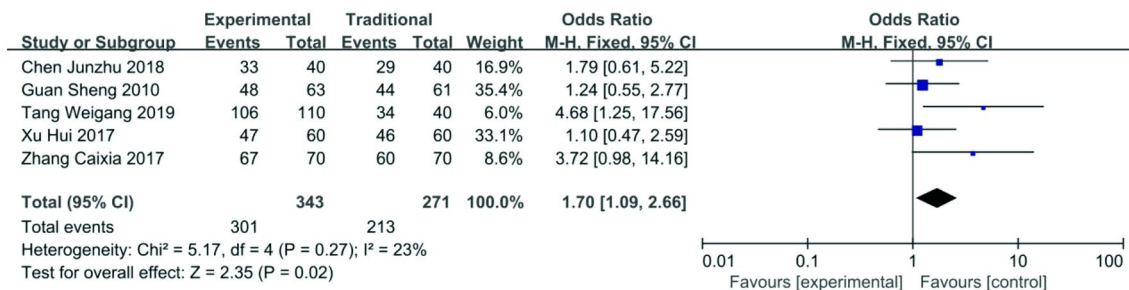 Experimental Traditional Odds Ratio Odds Ratio
Study or Subgroup Events Total Events Total Weight M-H, Fixed, 95% CI M-H, Fixed, 95% CI
Chen Junzhu 2018 33 40 29 40 16.9% 1.79 [0.61, 5.22]
Guan Sheng 2010 48 63 44 61 35.4% 1.24 [0.55, 2.77]
Tang Weigang 2019 106 110 34 40 6.0% 4.68 [1.25, 17.56]
Xu Hui 2017 47 60 46 60 33.1% 1.10 [0.47, 2.59]
Zhang Caixia 2017 67 70 60 70 8.6% 3.72 [0.98, 14.16]
Total (95% CI) 343 271 100.0% 1.70 [1.09, 2.66]
Total events 301 213
Heterogeneity: Chi² = 5.17, df = 4 (P = 0.27); I² = 23%
Test for overall effect: Z = 2.35 (P = 0.02)
0.01 0.1 1 10 100
Favours [experimental] Favours [control]